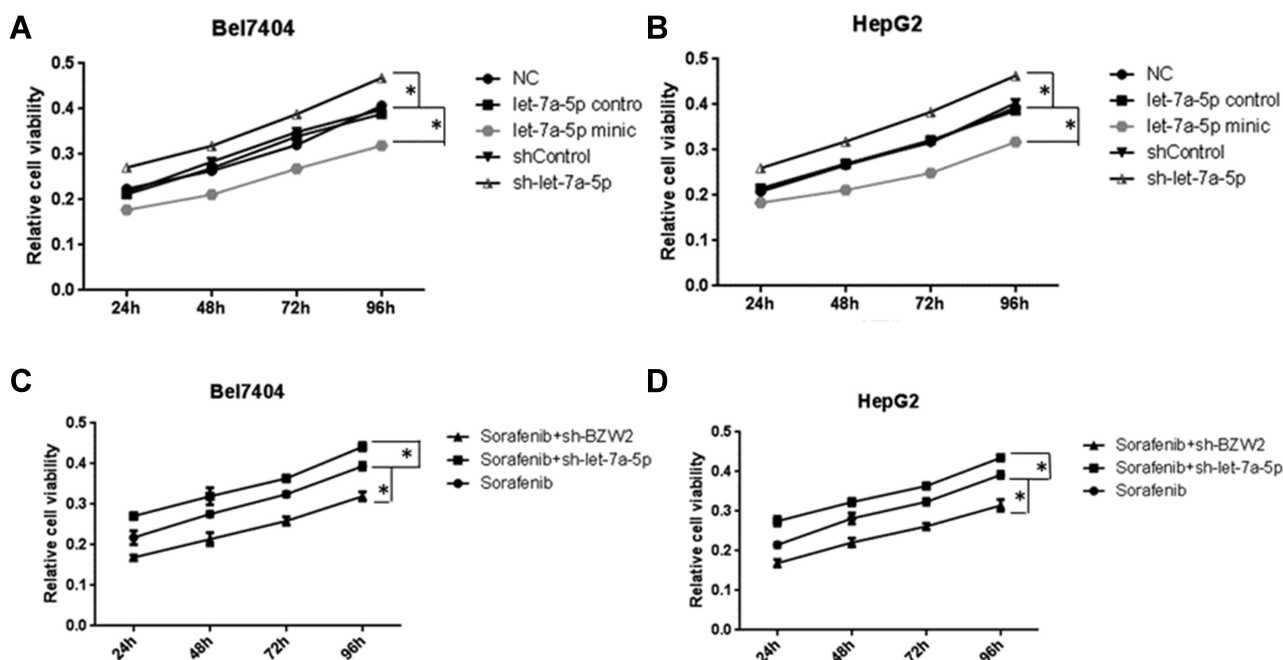 A
Bel7404
Relative cell viability
0.5
0.4
0.3
0.2
0.1
0.0
24h
48h
72h
96h
*
*
NC
let-7a-5p contro
let-7a-5p minic
shControl
sh-let-7a-5p
B
HepG2
Relative cell viability
0.5
0.4
0.3
0.2
0.1
0.0
24h
48h
72h
96h
*
*
NC
let-7a-5p control
let-7a-5p minic
shControl
sh-let-7a-5p
C
Bel7404
Relative cell viability
0.5
0.4
0.3
0.2
0.1
0.0
24h
48h
72h
96h
*
*
Sorafenib+sh-BZW2
Sorafenib+sh-let-7a-5p
Sorafenib
D
HepG2
Relative cell viability
0.5
0.4
0.3
0.2
0.1
0.0
24h
48h
72h
96h
*
*
Sorafenib+sh-BZW2
Sorafenib+sh-let-7a-5p
Sorafenib